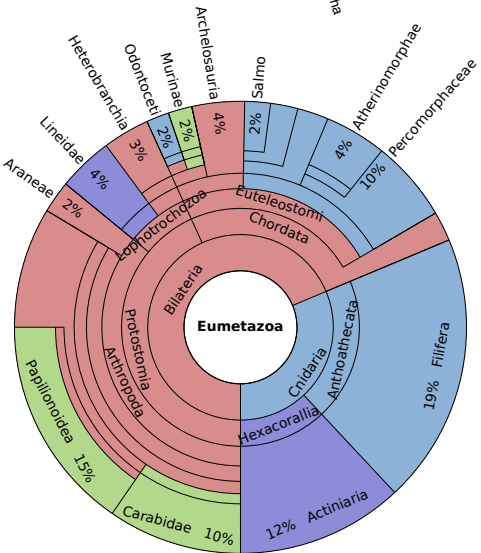 ha
Archelosauria 4%
Salmo 2%
Atherinomorphae 4%
Percomorphaceae 10%
Murinae 2%
Odontoceti 2%
Heterobranchia 3%
Lineidae 4%
Araneae 2%
Lophotrochozoa
Euteleostomi
Chordata
Bilateria
Eumetazoa
Protostomia
Arthropoda
Cnidaria
Anthoathecata
Hexacorallia
Filifera 19%
Papilionoidea 15%
Carabidae 10%
12% Actiniaria